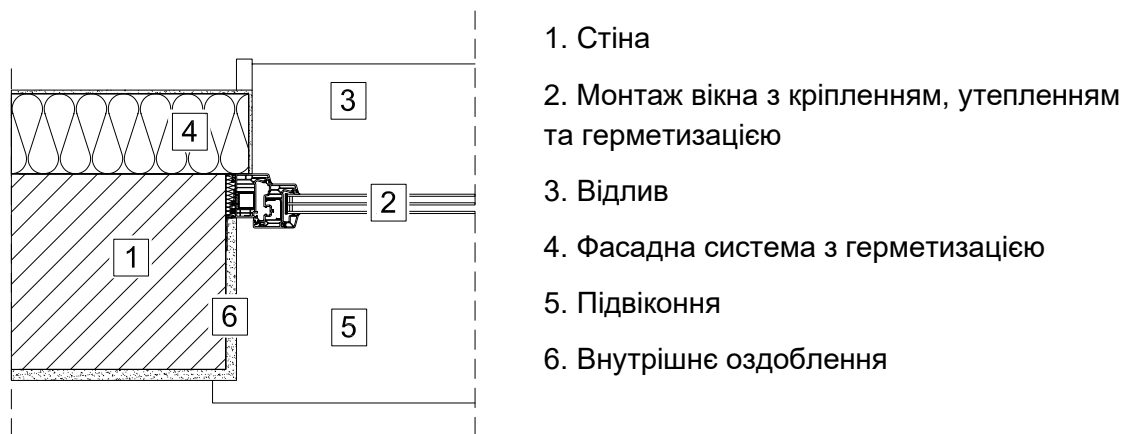 1. Стіна
2. Монтаж вікна з кріпленням, утепленням
та герметизацією
3. Відлив
4. Фасадна система з герметизацією
5. Підвіконня
6. Внутрішнє оздоблення
3
4
2
1
6
5